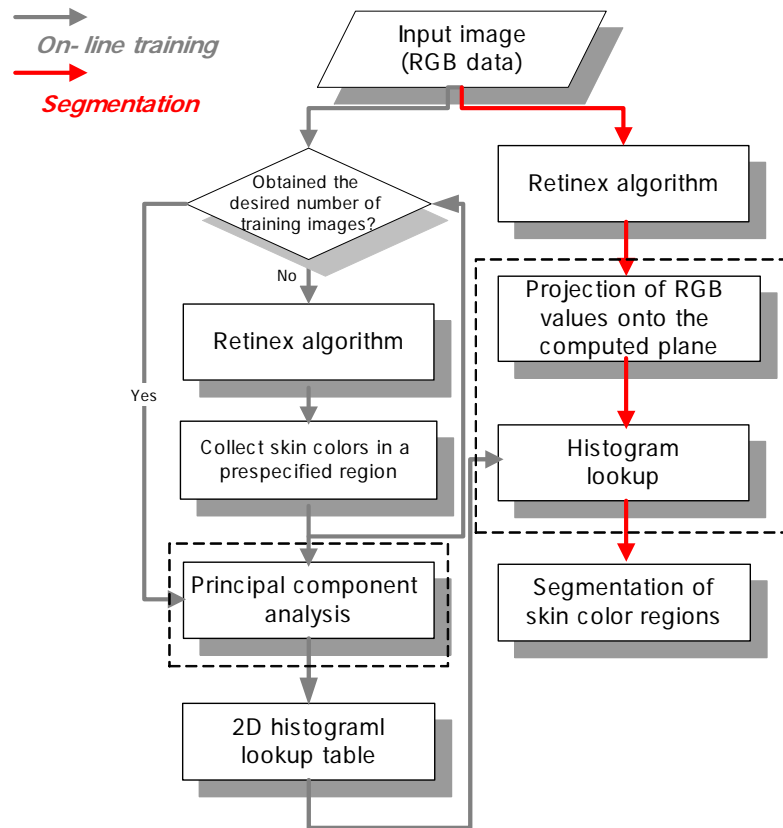 On- line training
Segmentation
Input image
(RGB data)
Obtained the
desired number of
training images?
No
Yes
Retinex algorithm
Collect skin colors in a
prespecified region
Principal component
analysis
2D histograml
lookup table
Retinex algorithm
Projection of RGB
values onto the
computed plane
Histogram
lookup
Segmentation of
skin color regions